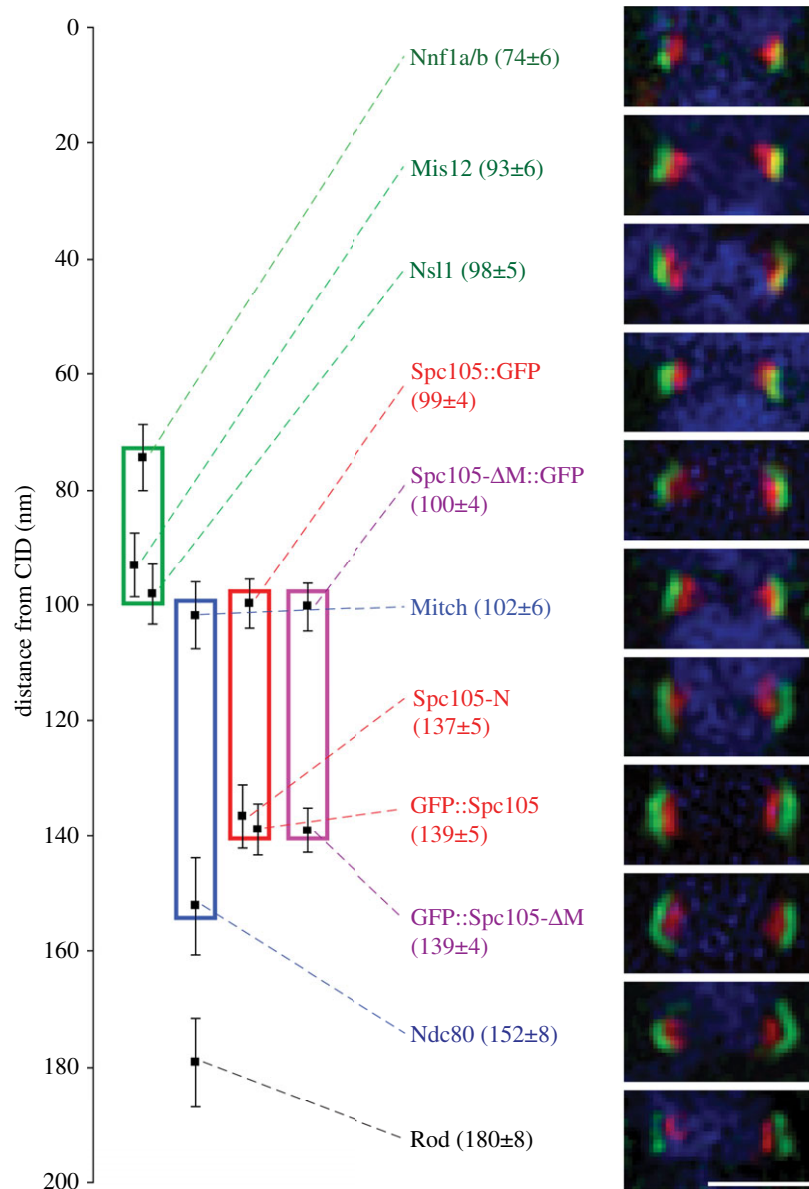 0
20
40
60
80
100
120
140
160
180
200
distance from CID (nm)
Nnf1a/b (74±6)
Mis12 (93±6)
Nsl1 (98±5)
Spc105::GFP
(99±4)
Spc105-ΔM::GFP
(100±4)
Mitch (102±6)
Spc105-N
(137±5)
GFP::Spc105
(139±5)
GFP::Spc105-ΔM
(139±4)
Ndc80 (152±8)
Rod (180±8)